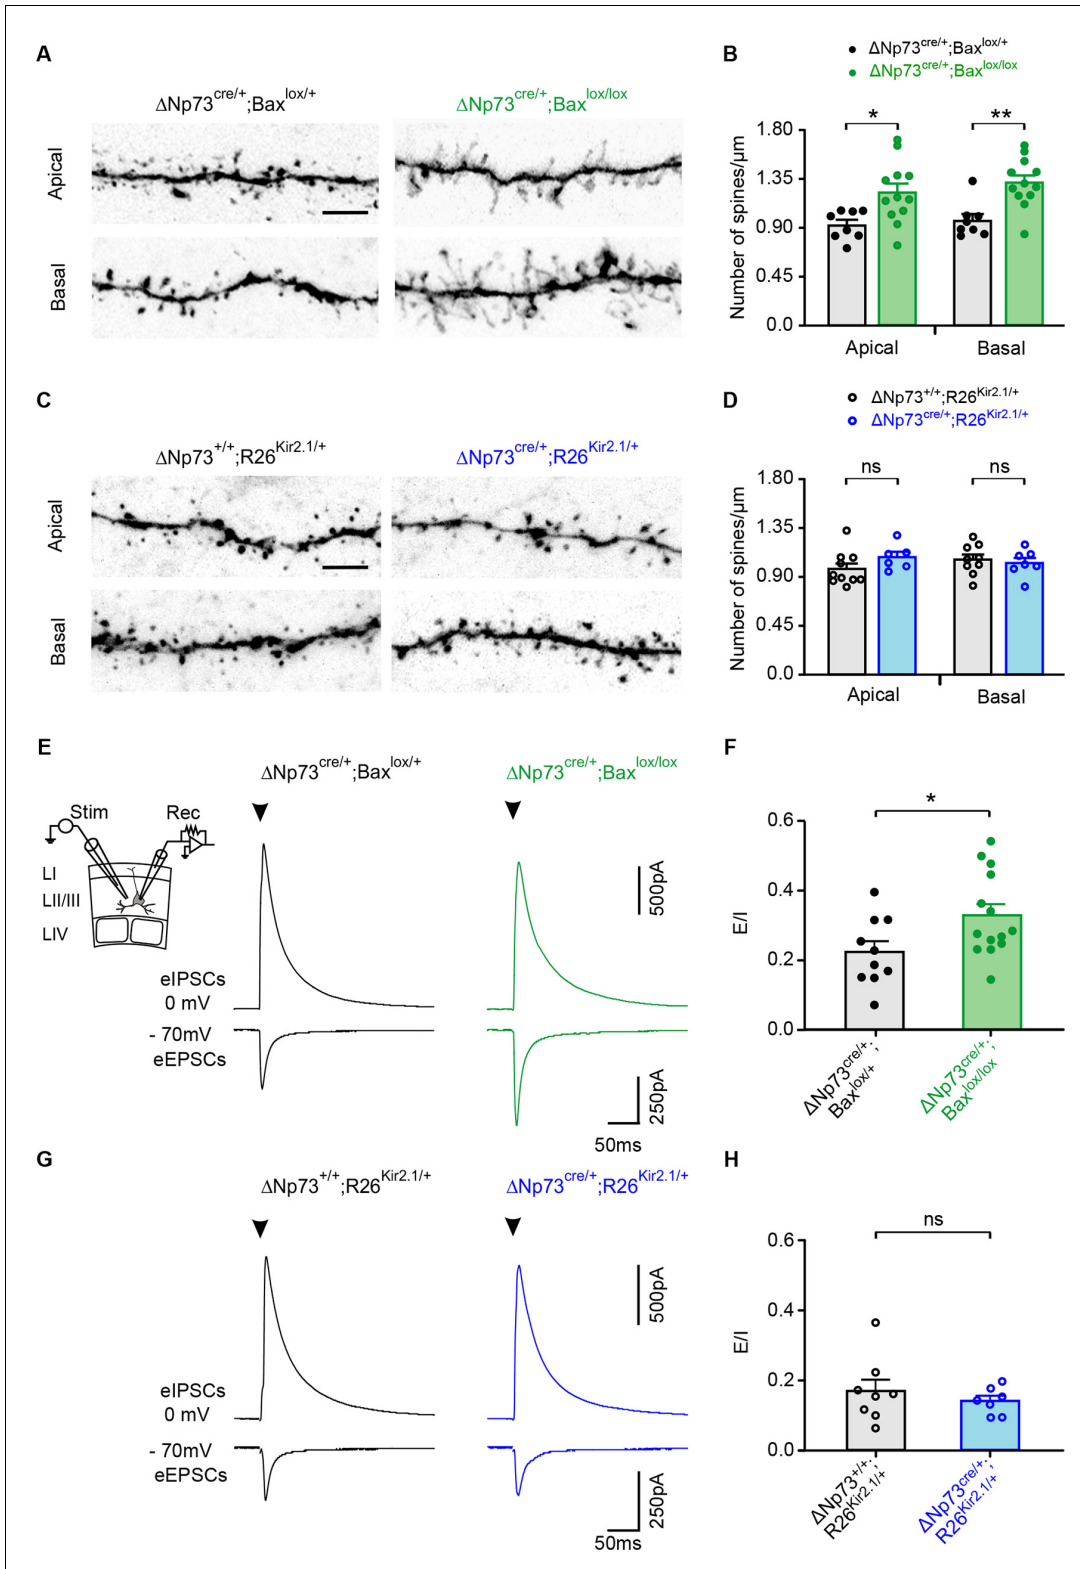 A
ΔNp73cre/+;Baxlox/+
ΔNp73cre/+;Baxlox/lox
Apical
Basal
B
ΔNp73cre/+;Baxlox/+
ΔNp73cre/+;Baxlox/lox
Number of spines/µm
1.80
1.35
0.90
0.45
0.0
*
**
Apical
Basal
C
ΔNp73+/+;R26Kir2.1/+
ΔNp73cre/+;R26Kir2.1/+
Apical
Basal
D
ΔNp73+/+;R26Kir2.1/+
ΔNp73cre/+;R26Kir2.1/+
Number of spines/µm
1.80
1.35
0.90
0.45
0.0
ns
ns
Apical
Basal
E
ΔNp73cre/+;Baxlox/+
ΔNp73cre/+;Baxlox/lox
Stim
Rec
LI
LII/III
LIV
500pA
eIPSCs
0 mV
- 70mV
eEPSCs
250pA
50ms
F
E/I
0.6
0.4
0.2
0.0
*
ΔNp73cre/+;
Baxlox/+
ΔNp73cre/+;
Baxlox/lox
G
ΔNp73+/+;R26Kir2.1/+
ΔNp73cre/+;R26Kir2.1/+
500pA
eIPSCs
0 mV
- 70mV
eEPSCs
250pA
50ms
H
E/I
0.6
0.4
0.2
0.0
ns
ΔNp73+/+;
R26Kir2.1/+
ΔNp73cre/+;
R26Kir2.1/+